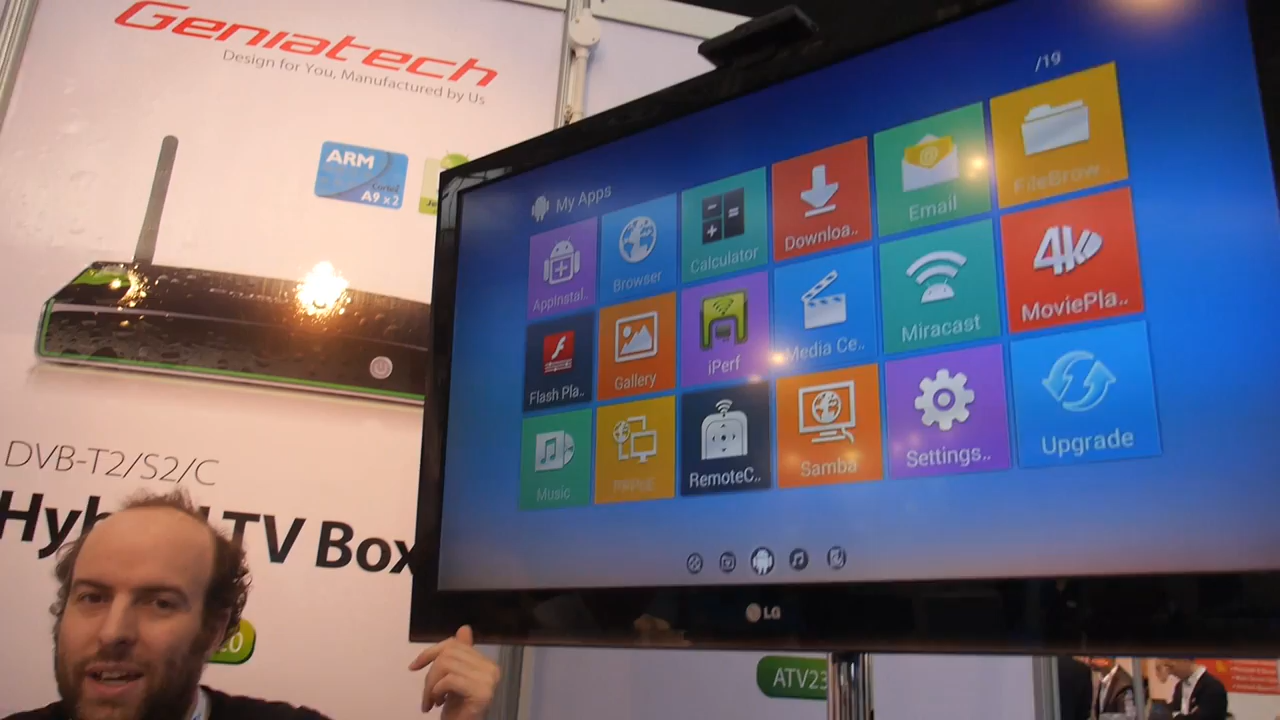 Geniatech
Design for You, Manufactured by Us
ARM
Cortex
A9 x 2
DVB-T2/S2/C
TV Box
/19
My Apps
AppInstal..
Browser
Calculator
Downloa..
Email
FileBrow..
Flash Pla..
Gallery
iPerf
Media Ce..
Miracast
4K
MoviePla..
Music
RemoteC..
Samba
Settings..
Upgrade
LG